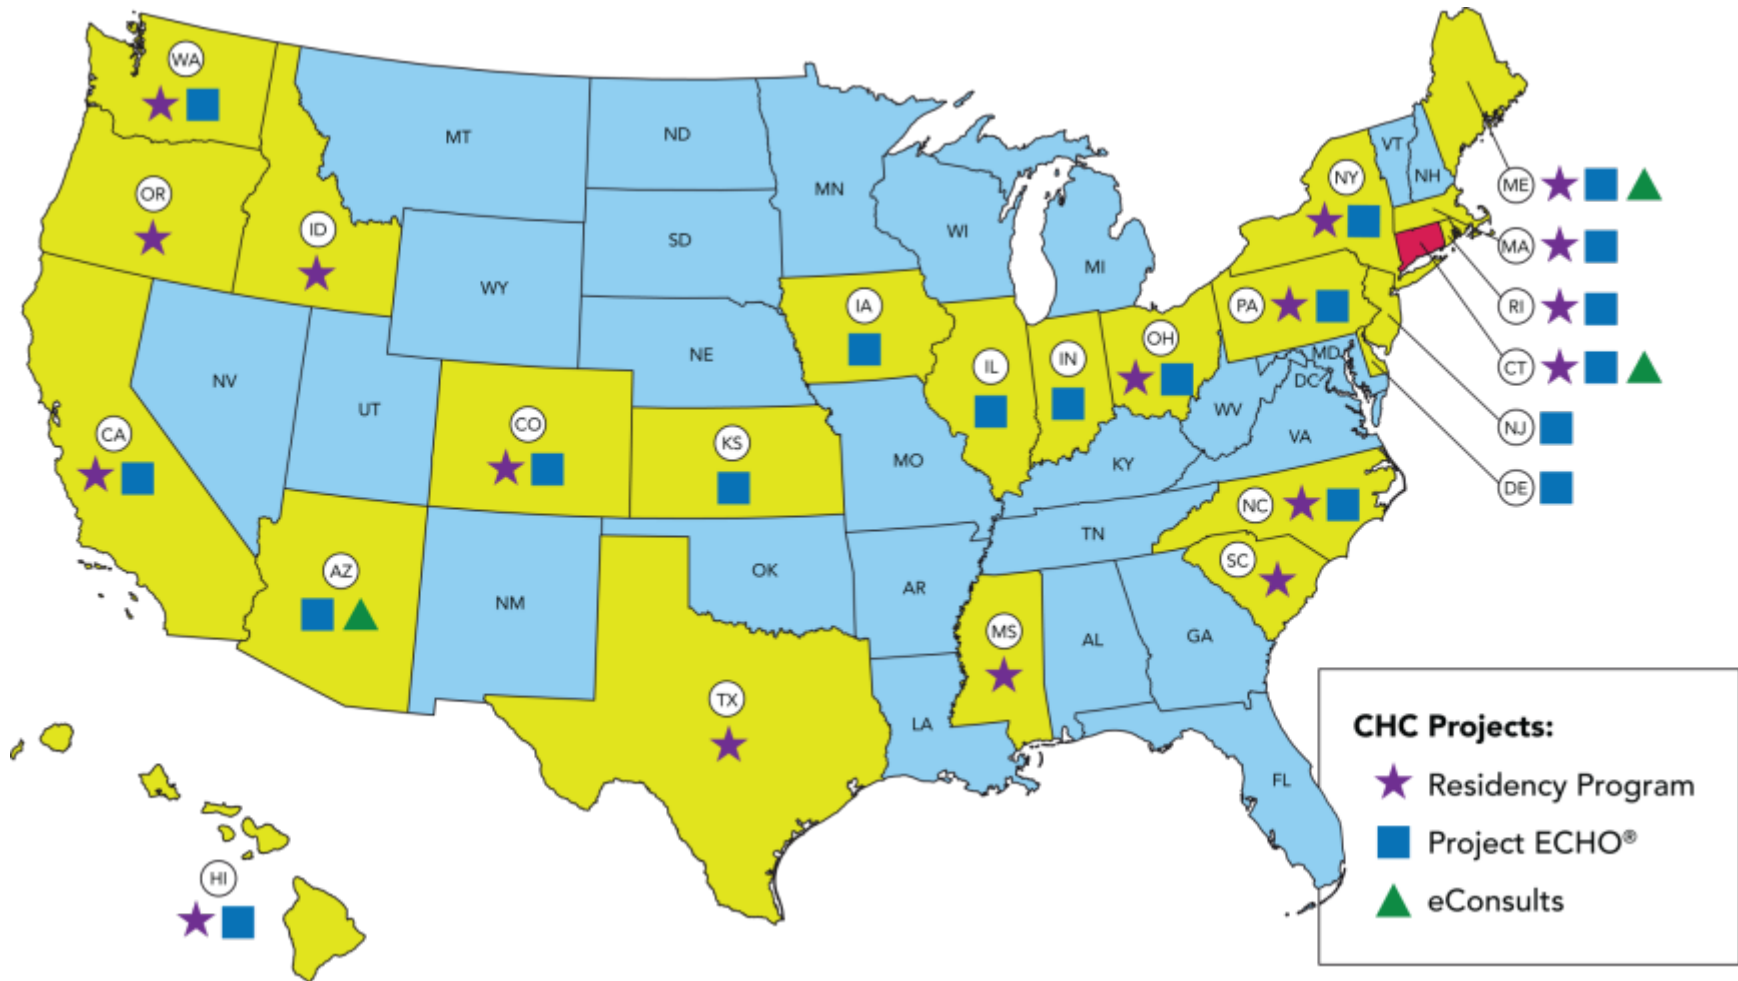 WA
MT
ND
MN
VT
NH
NY
ME
OR
ID
SD
WI
MI
MA
WY
IA
PA
RI
NE
IL
IN
OH
MD
CT
NV
UT
DC
CA
CO
KS
MO
KY
WV
VA
NJ
DE
AZ
NM
OK
AR
TN
NC
SC
TX
LA
MS
AL
GA
FL
HI
CHC Projects:
Residency Program
Project ECHO®
eConsults